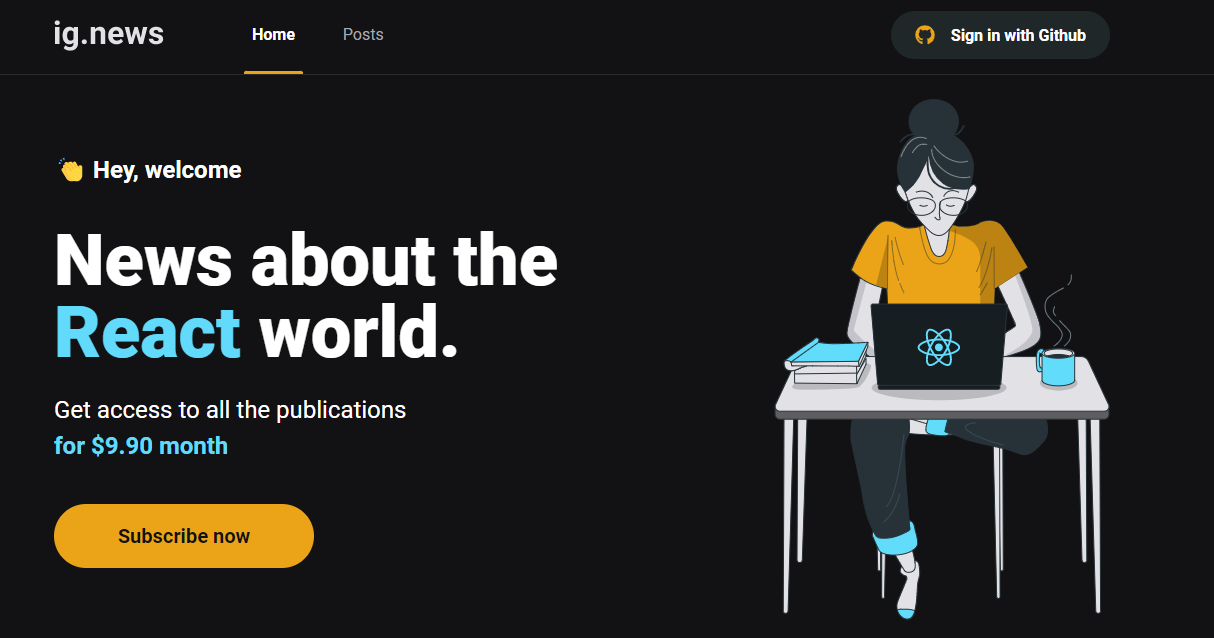 ig.news
Home
Posts
Sign in with Github
👏 Hey, welcome
News about the
React world.
Get access to all the publications
for $9.90 month
Subscribe now